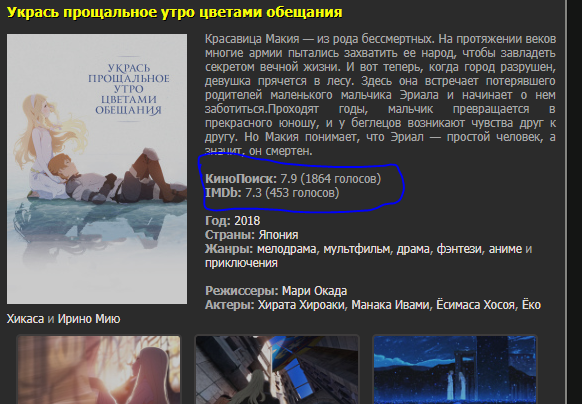 Укрась прощальное утро цветами обещания
УКРАСЬ
ПРОЩАЛЬНОЕ
УТРО
ЦВЕТАМИ
ОБЕЩАНИЯ
Красавица Макия — из рода бессмертных. На протяжении веков
многие армии пытались захватить ее народ, чтобы завладеть
секретом вечной жизни. И вот теперь, когда город разрушен,
девушка прячется в лесу. Здесь она встречает потерявшего
родителей маленького мальчика Эриала и начинает о нем
заботиться.Проходят годы, мальчик превращается в
прекрасного юношу, и у беглецов возникают чувства друг к
другу. Но Макия понимает, что Эриал — простой человек, а
значит, он смертен.
КиноПоиск: 7.9 (1864 голосов)
IMDb: 7.3 (453 голосов)
Год: 2018
Страны: Япония
Жанры: мелодрама, мультфильм, драма, фэнтези, аниме и
приключения
Режиссеры: Мари Окада
Актеры: Хирата Хироаки, Манака Ивами, Ёсимаса Хосоя, Ёко
Хикаса и Ирино Мию